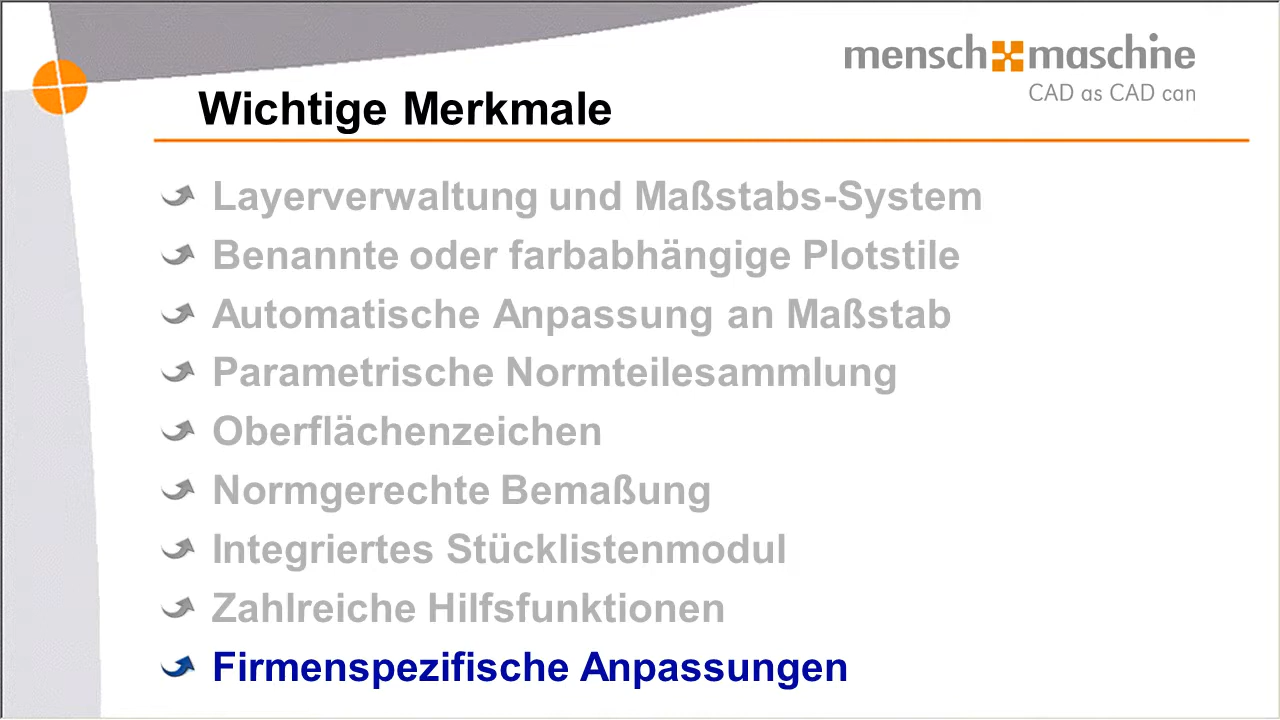 mensch maschine
CAD as CAD can
Wichtige Merkmale
Layerverwaltung und Maßstabs-System
Benannte oder farbabhängige Plotstile
Automatische Anpassung an Maßstab
Parametrische Normteilesammlung
Oberflächenzeichen
Normgerechte Bemaßung
Integriertes Stücklistenmodul
Zahlreiche Hilfsfunktionen
Firmenspezifische Anpassungen